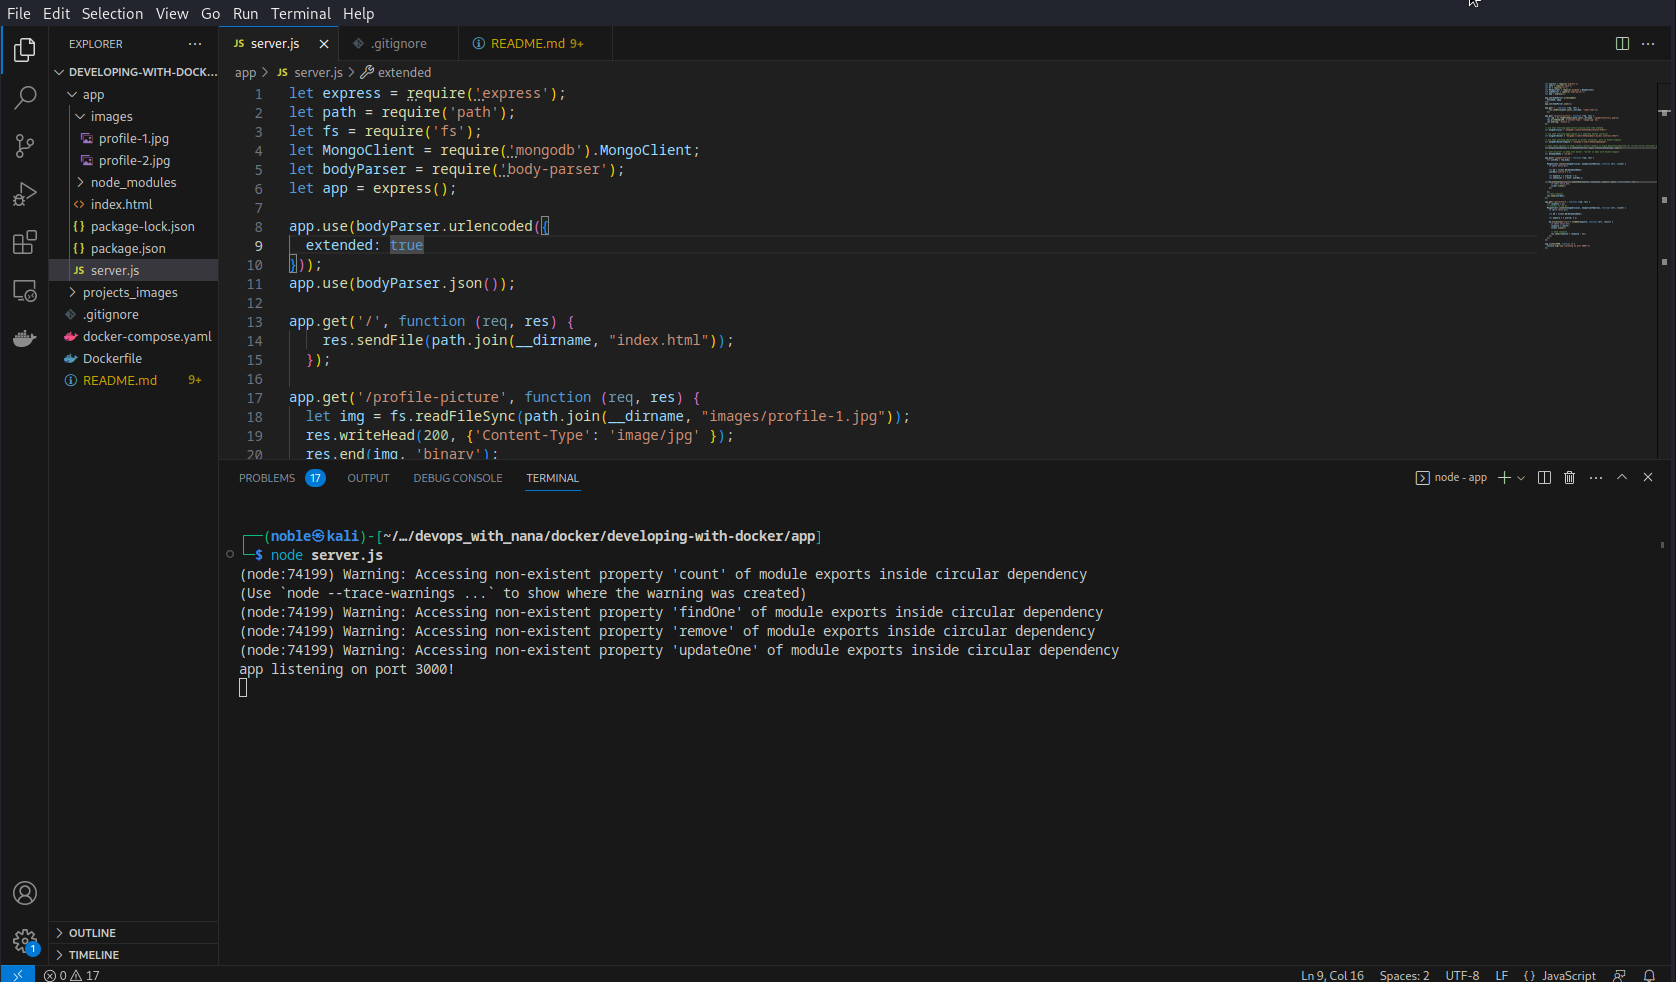 File Edit Selection View Go Run Terminal Help
EXPLORER ···
DEVELOPING-WITH-DOCK...
app
images
profile-1.jpg
profile-2.jpg
node_modules
<> index.html
{} package-lock.json
{} package.json
JS server.js
projects_images
.gitignore
docker-compose.yaml
Dockerfile
README.md 9+
OUTLINE
TIMELINE
JS server.js .gitignore README.md 9+
app > JS server.js > extended
1 let express = require('express');
2 let path = require('path');
3 let fs = require('fs');
4 let MongoClient = require('mongodb').MongoClient;
5 let bodyParser = require('body-parser');
6 let app = express();
7
8 app.use(bodyParser.urlencoded({
9 extended: true
10 }));
11 app.use(bodyParser.json());
12
13 app.get('/', function (req, res) {
14 res.sendFile(path.join(__dirname, "index.html"));
15 });
16
17 app.get('/profile-picture', function (req, res) {
18 let img = fs.readFileSync(path.join(__dirname, "images/profile-1.jpg"));
19 res.writeHead(200, {'Content-Type': 'image/jpg' });
20 res.end(img, 'binary');
PROBLEMS 17 OUTPUT DEBUG CONSOLE TERMINAL node - app
┌──(noble㉿kali)-[~/…/devops_with_nana/docker/developing-with-docker/app]
└─$ node server.js
(node:74199) Warning: Accessing non-existent property 'count' of module exports inside circular dependency
(Use `node --trace-warnings ...` to show where the warning was created)
(node:74199) Warning: Accessing non-existent property 'findOne' of module exports inside circular dependency
(node:74199) Warning: Accessing non-existent property 'remove' of module exports inside circular dependency
(node:74199) Warning: Accessing non-existent property 'updateOne' of module exports inside circular dependency
app listening on port 3000!
1
0 17 Ln 9, Col 16 Spaces: 2 UTF-8 LF {} JavaScript